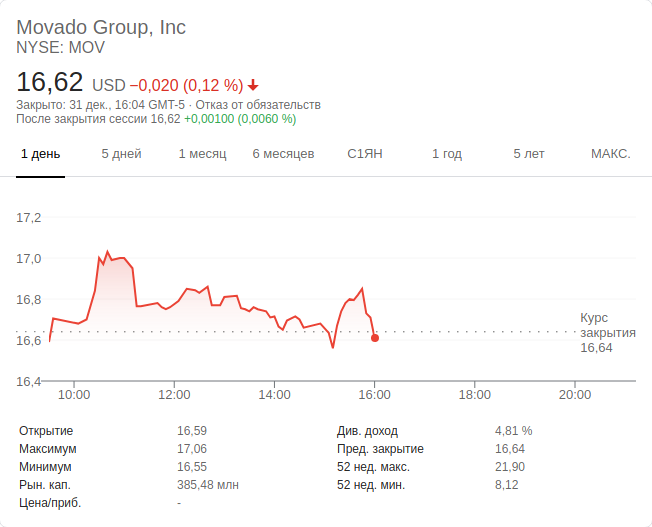 Movado Group, Inc
NYSE: MOV
16,62 USD −0,020 (0,12 %)
Закрыто: 31 дек., 16:04 GMT-5 · Отказ от обязательств
После закрытия сессии 16,62 +0,00100 (0,0060 %)
1 день 5 дней 1 месяц 6 месяцев С1ЯН 1 год 5 лет МАКС.
17,2
17,0
16,8
16,6
16,4
Курс
закрытия
16,64
10:00 12:00 14:00 16:00 18:00 20:00
Открытие 16,59 Див. доход 4,81 %
Максимум 17,06 Пред. закрытие 16,64
Минимум 16,55 52 нед. макс. 21,90
Рын. кап. 385,48 млн 52 нед. мин. 8,12
Цена/приб. -